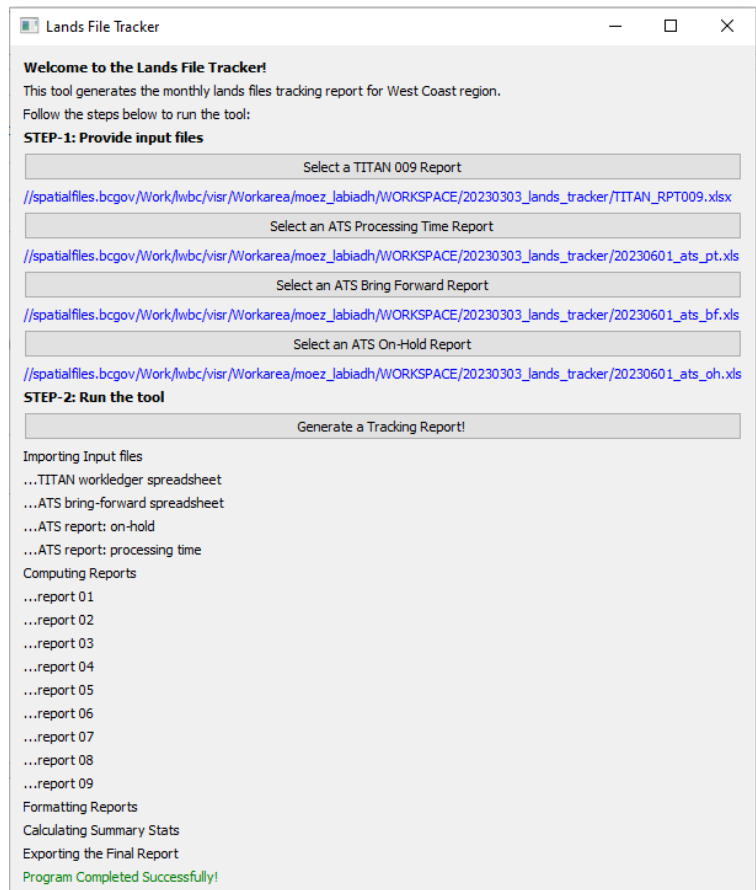 Lands File Tracker
Welcome to the Lands File Tracker!
This tool generates the monthly lands files tracking report for West Coast region.
Follow the steps below to run the tool:
STEP-1: Provide input files
Select a TITAN 009 Report
//spatialfiles.bcgov/Work/lwbc/visr/Workarea/moez_labiadh/WORKSPACE/20230303_lands_tracker/TITAN_RPT009.xlsx
Select an ATS Processing Time Report
//spatialfiles.bcgov/Work/lwbc/visr/Workarea/moez_labiadh/WORKSPACE/20230303_lands_tracker/20230601_ats_pt.xls
Select an ATS Bring Forward Report
//spatialfiles.bcgov/Work/lwbc/visr/Workarea/moez_labiadh/WORKSPACE/20230303_lands_tracker/20230601_ats_bf.xls
Select an ATS On-Hold Report
//spatialfiles.bcgov/Work/lwbc/visr/Workarea/moez_labiadh/WORKSPACE/20230303_lands_tracker/20230601_ats_oh.xls
STEP-2: Run the tool
Generate a Tracking Report!
Importing Input files
...TITAN workledger spreadsheet
...ATS bring-forward spreadsheet
...ATS report: on-hold
...ATS report: processing time
Computing Reports
...report 01
...report 02
...report 03
...report 04
...report 05
...report 06
...report 07
...report 08
...report 09
Formatting Reports
Calculating Summary Stats
Exporting the Final Report
Program Completed Successfully!